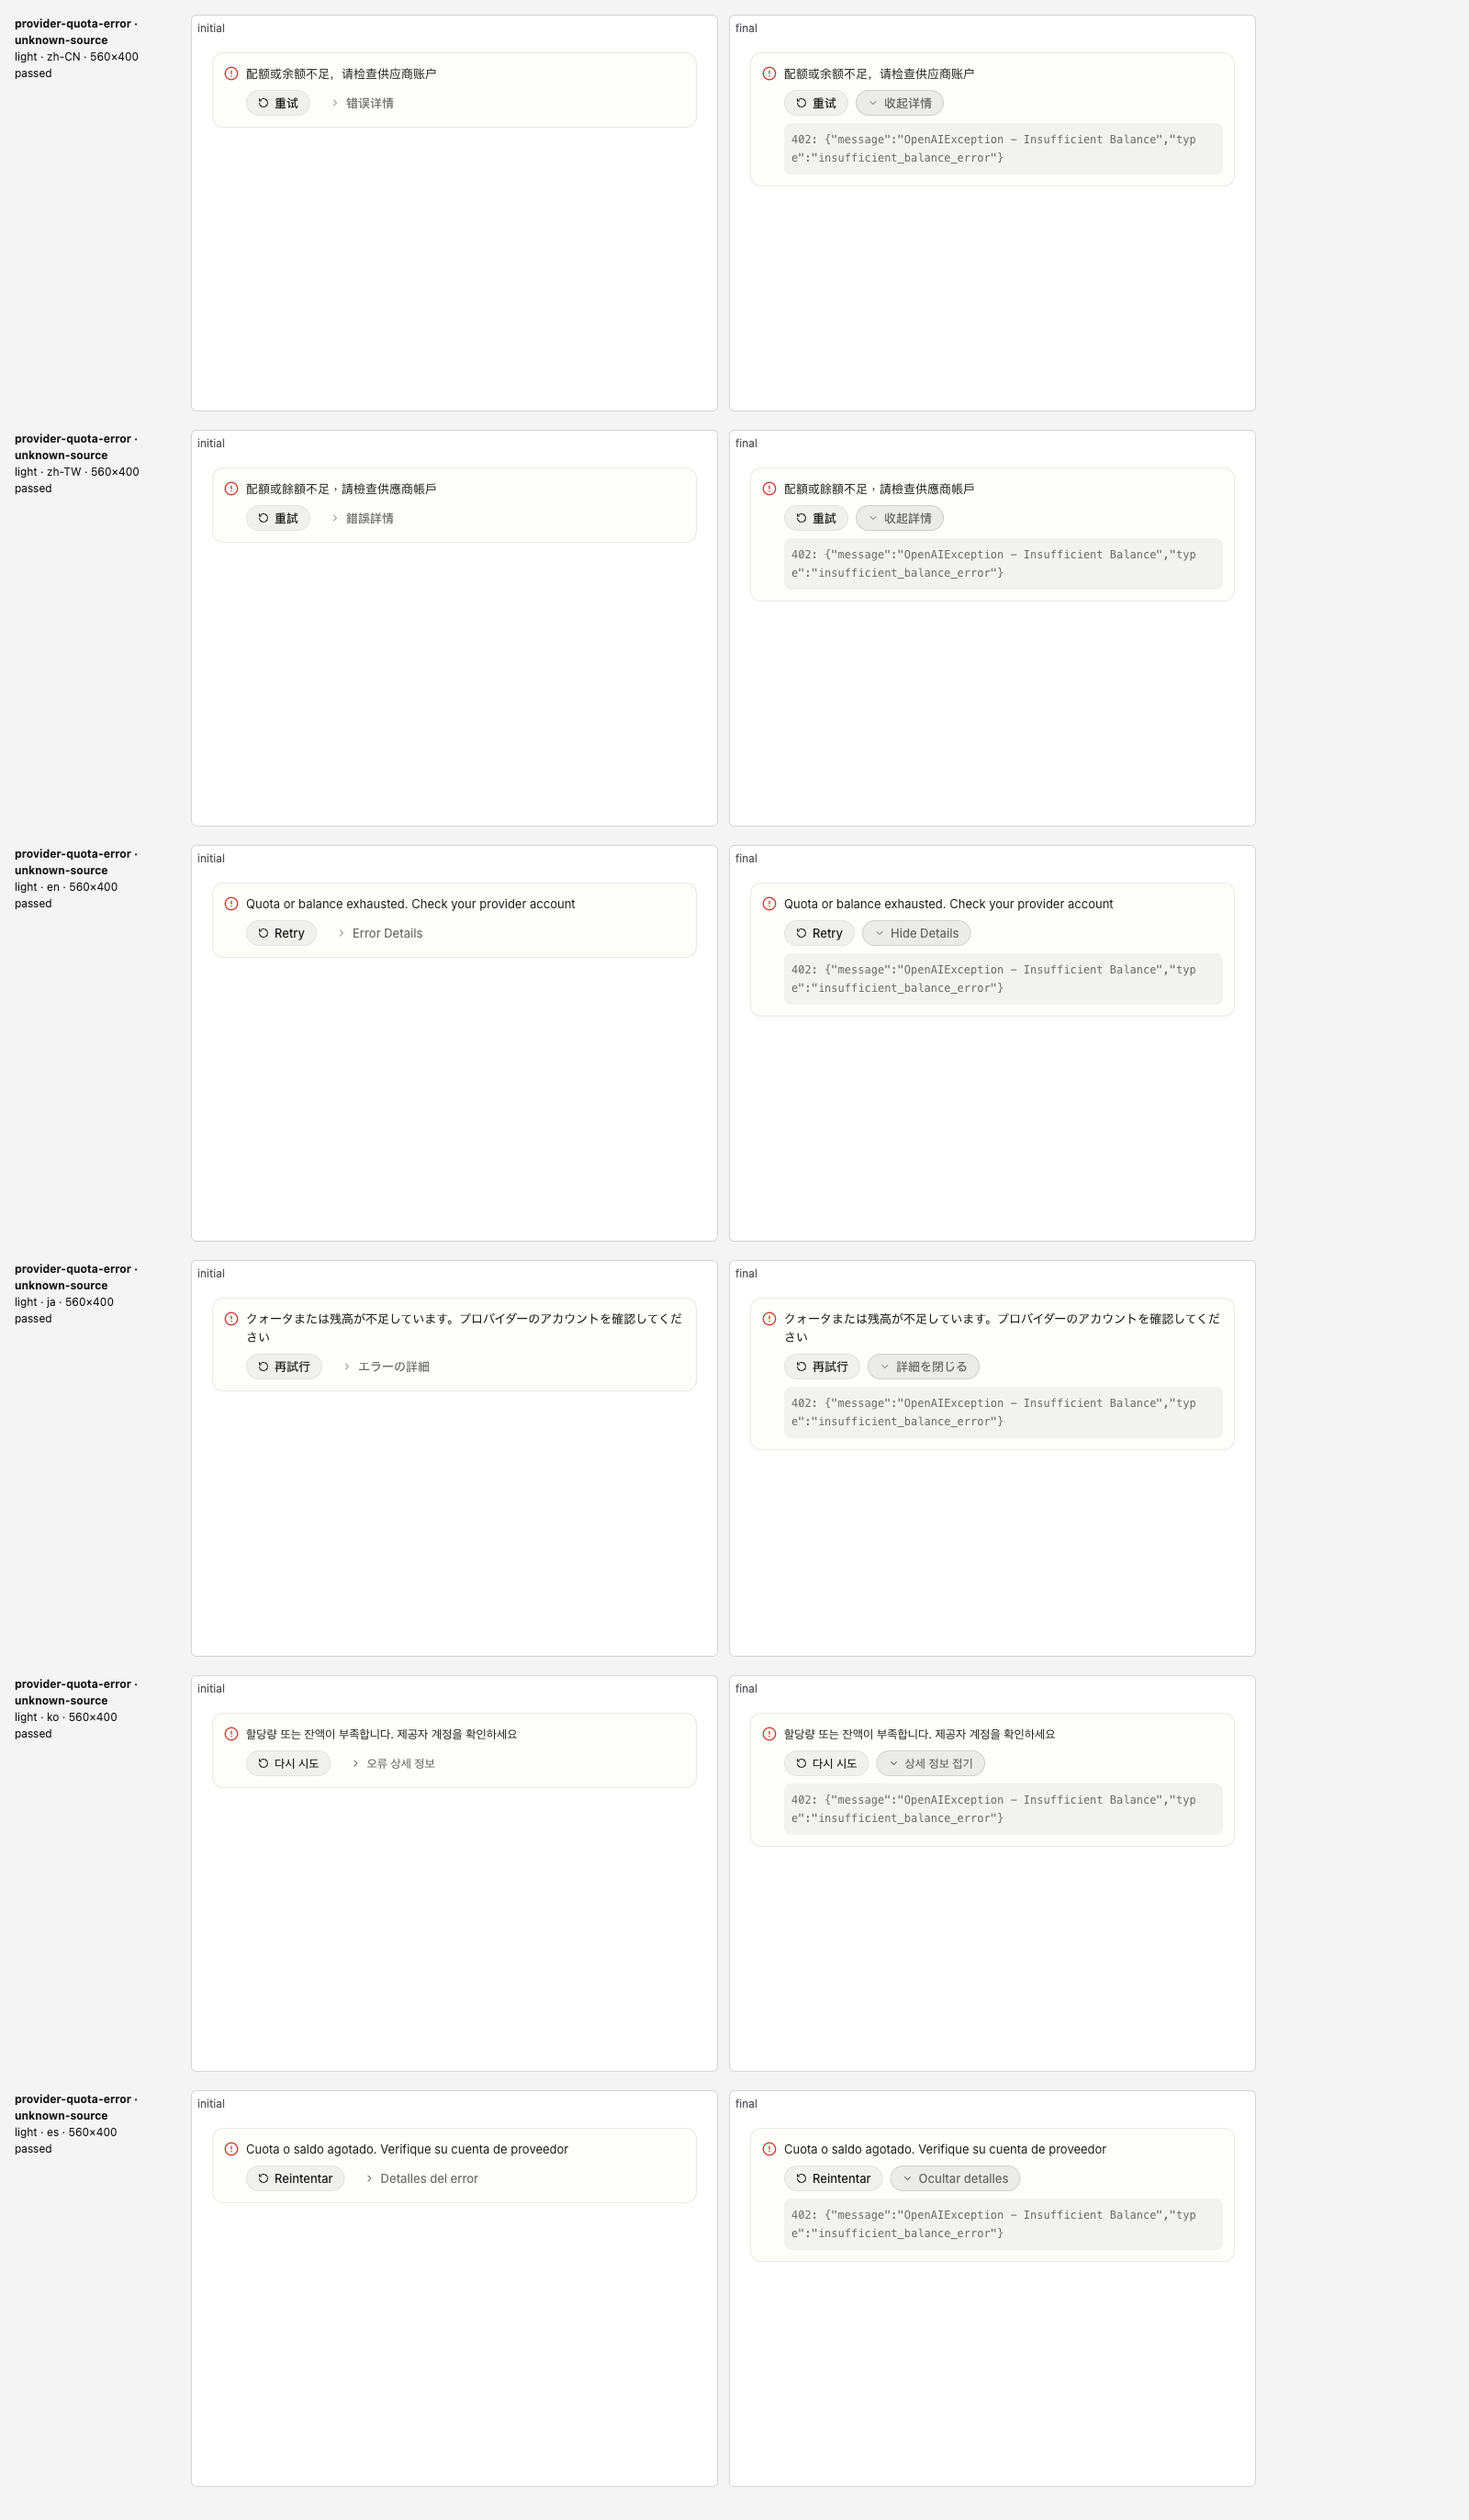 provider-quota-error ·
unknown-source
light · zh-CN · 560×400
passed
initial
配额或余额不足，请检查供应商账户
重试
错误详情
final
配额或余额不足，请检查供应商账户
重试
收起详情
402: {"message":"OpenAIException – Insufficient Balance","typ
e":"insufficient_balance_error"}
provider-quota-error ·
unknown-source
light · zh-TW · 560×400
passed
initial
配額或餘額不足，請檢查供應商帳戶
重試
錯誤詳情
final
配額或餘額不足，請檢查供應商帳戶
重試
收起詳情
402: {"message":"OpenAIException – Insufficient Balance","typ
e":"insufficient_balance_error"}
provider-quota-error ·
unknown-source
light · en · 560×400
passed
initial
Quota or balance exhausted. Check your provider account
Retry
Error Details
final
Quota or balance exhausted. Check your provider account
Retry
Hide Details
402: {"message":"OpenAIException – Insufficient Balance","typ
e":"insufficient_balance_error"}
provider-quota-error ·
unknown-source
light · ja · 560×400
passed
initial
クォータまたは残高が不足しています。プロバイダーのアカウントを確認してくだ
さい
再試行
エラーの詳細
final
クォータまたは残高が不足しています。プロバイダーのアカウントを確認してくだ
さい
再試行
詳細を閉じる
402: {"message":"OpenAIException – Insufficient Balance","typ
e":"insufficient_balance_error"}
provider-quota-error ·
unknown-source
light · ko · 560×400
passed
initial
할당량 또는 잔액이 부족합니다. 제공자 계정을 확인하세요
다시 시도
오류 상세 정보
final
할당량 또는 잔액이 부족합니다. 제공자 계정을 확인하세요
다시 시도
상세 정보 접기
402: {"message":"OpenAIException – Insufficient Balance","typ
e":"insufficient_balance_error"}
provider-quota-error ·
unknown-source
light · es · 560×400
passed
initial
Cuota o saldo agotado. Verifique su cuenta de proveedor
Reintentar
Detalles del error
final
Cuota o saldo agotado. Verifique su cuenta de proveedor
Reintentar
Ocultar detalles
402: {"message":"OpenAIException – Insufficient Balance","typ
e":"insufficient_balance_error"}